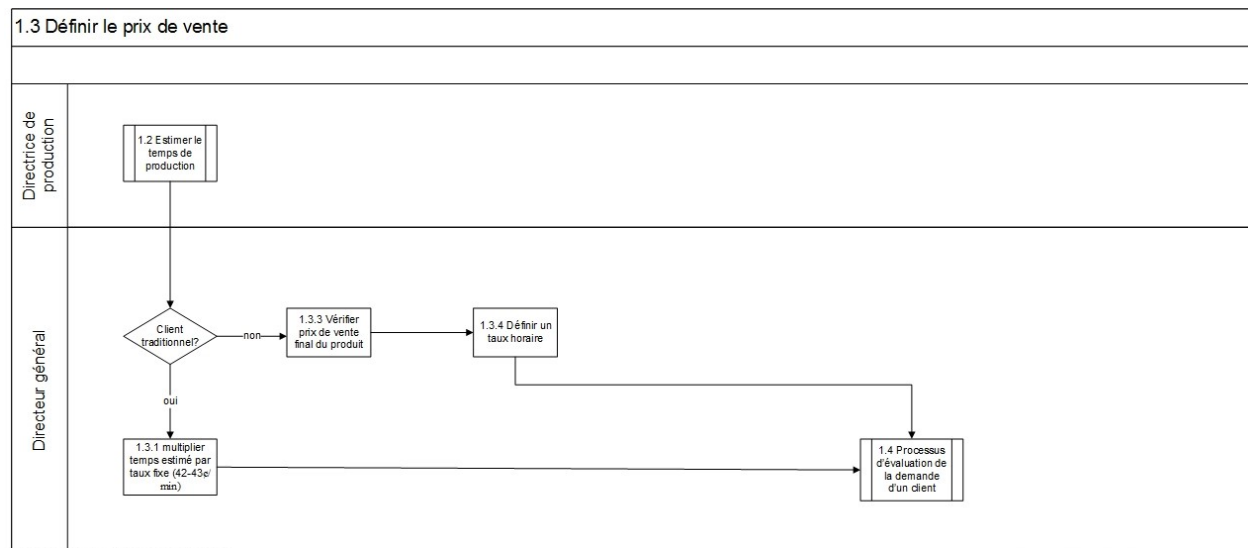 1.3 Définir le prix de vente
Directrice de
production
1.2 Estimer le
temps de
production
Directeur général
Client
traditionnel?
non
1.3.3 Vérifier
prix de vente
final du produit
1.3.4 Définir un
taux horaire
oui
1.3.1 multiplier
temps estimé par
taux fixe (42-43¢/
min)
1.4 Processus
d'évaluation de
la demande
d'un client